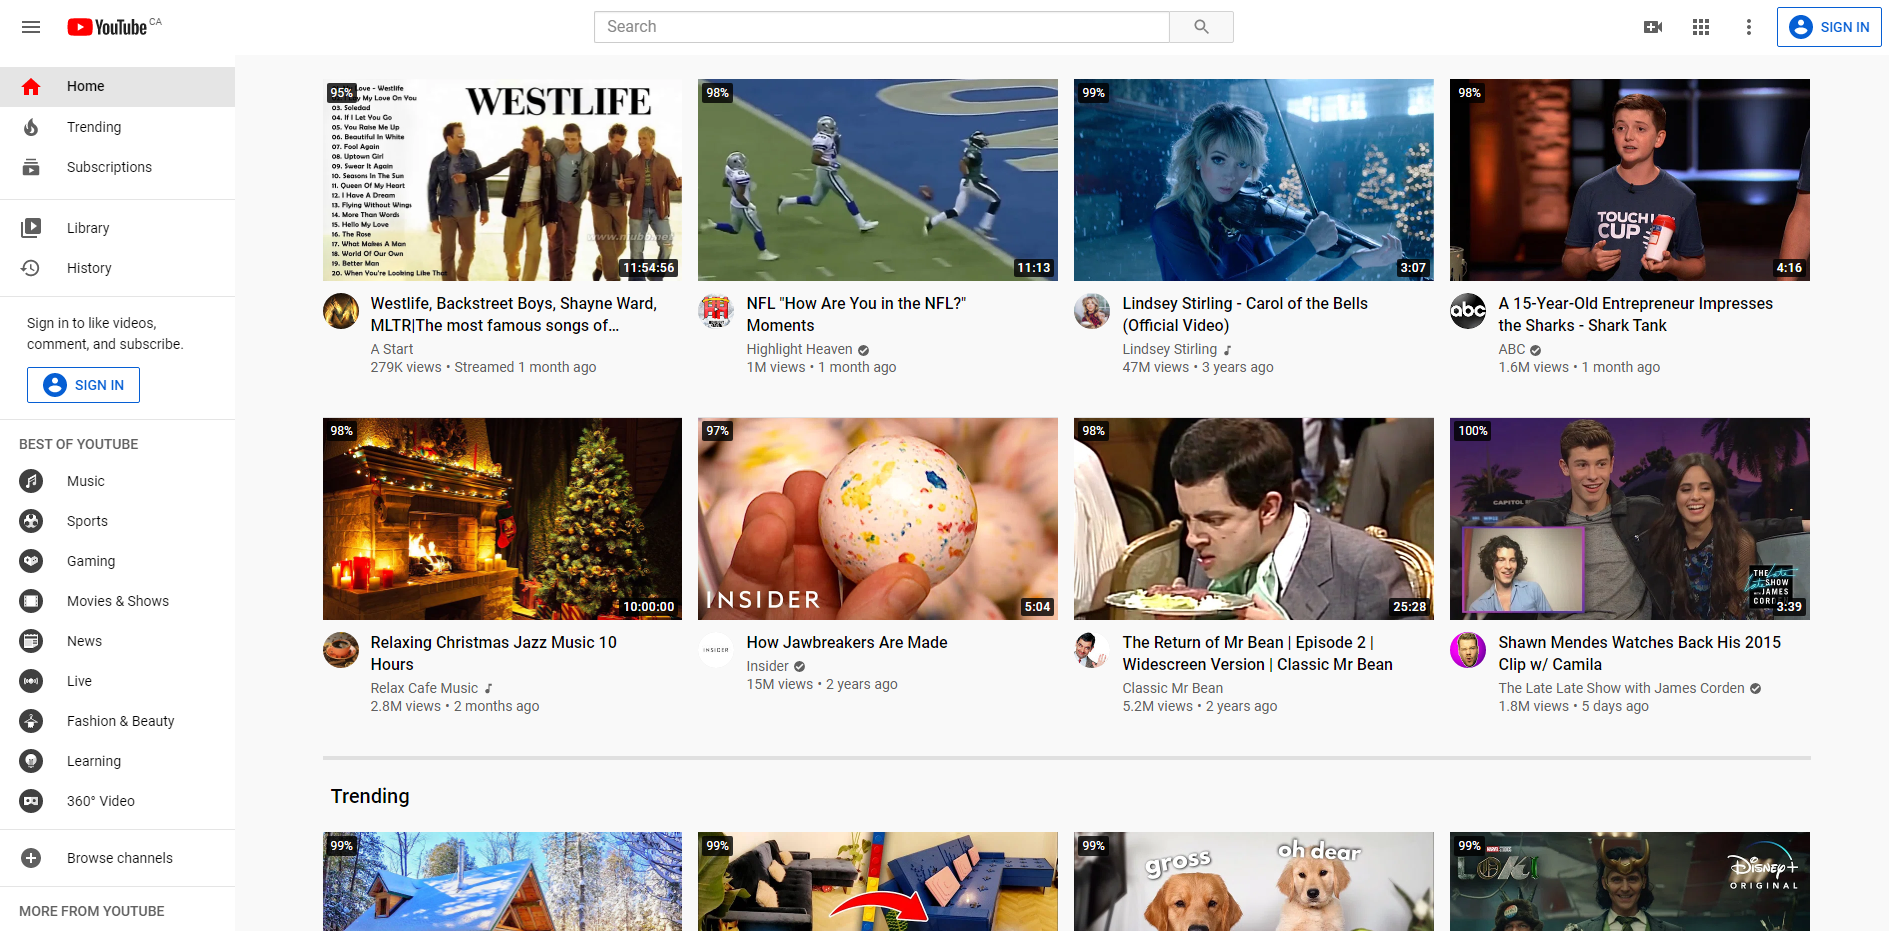 YouTube CA
Search
SIGN IN
Home
Trending
Subscriptions
Library
History
Sign in to like videos,
comment, and subscribe.
SIGN IN
BEST OF YOUTUBE
Music
Sports
Gaming
Movies & Shows
News
Live
Fashion & Beauty
Learning
360° Video
Browse channels
MORE FROM YOUTUBE
95%
Love - Westlife
My Love On You
03. Soledad
04. If I Let You Go
05. You Raise Me Up
06. Beautiful In White
07. Fool Again
08. Uptown Girl
09. Swear It Again
10. Seasons In The Sun
11. Queen Of My Heart
12. I Have A Dream
13. Flying Without Wings
14. More Than Words
15. Hello My Love
16. The Rose
17. What Makes A Man
18. World Of Our Own
19. Better Man
20. When You're Looking Like That
WESTLIFE
11:54:56
Westlife, Backstreet Boys, Shayne Ward,
MLTR|The most famous songs of...
A Start
279K views • Streamed 1 month ago
98%
11:13
NFL "How Are You in the NFL?"
Moments
Highlight Heaven
1M views • 1 month ago
99%
3:07
Lindsey Stirling - Carol of the Bells
(Official Video)
Lindsey Stirling
47M views • 3 years ago
98%
TOUCH
CUP
4:16
abc
A 15-Year-Old Entrepreneur Impresses
the Sharks - Shark Tank
ABC
1.6M views • 1 month ago
98%
10:00:00
Relaxing Christmas Jazz Music 10
Hours
Relax Cafe Music
2.8M views • 2 months ago
97%
INSIDER
5:04
INSIDER
How Jawbreakers Are Made
Insider
15M views • 2 years ago
98%
25:28
The Return of Mr Bean | Episode 2 |
Widescreen Version | Classic Mr Bean
Classic Mr Bean
5.2M views • 2 years ago
100%
CAPITOL
THE
Late Late
SHOW
JAMES
CORDEN
3:39
Shawn Mendes Watches Back His 2015
Clip w/ Camila
The Late Late Show with James Corden
1.8M views • 5 days ago
Trending
99%
99%
99%
gross
oh dear
99%
MARVEL STUDIOS
LOKI
Disney+
ORIGINAL